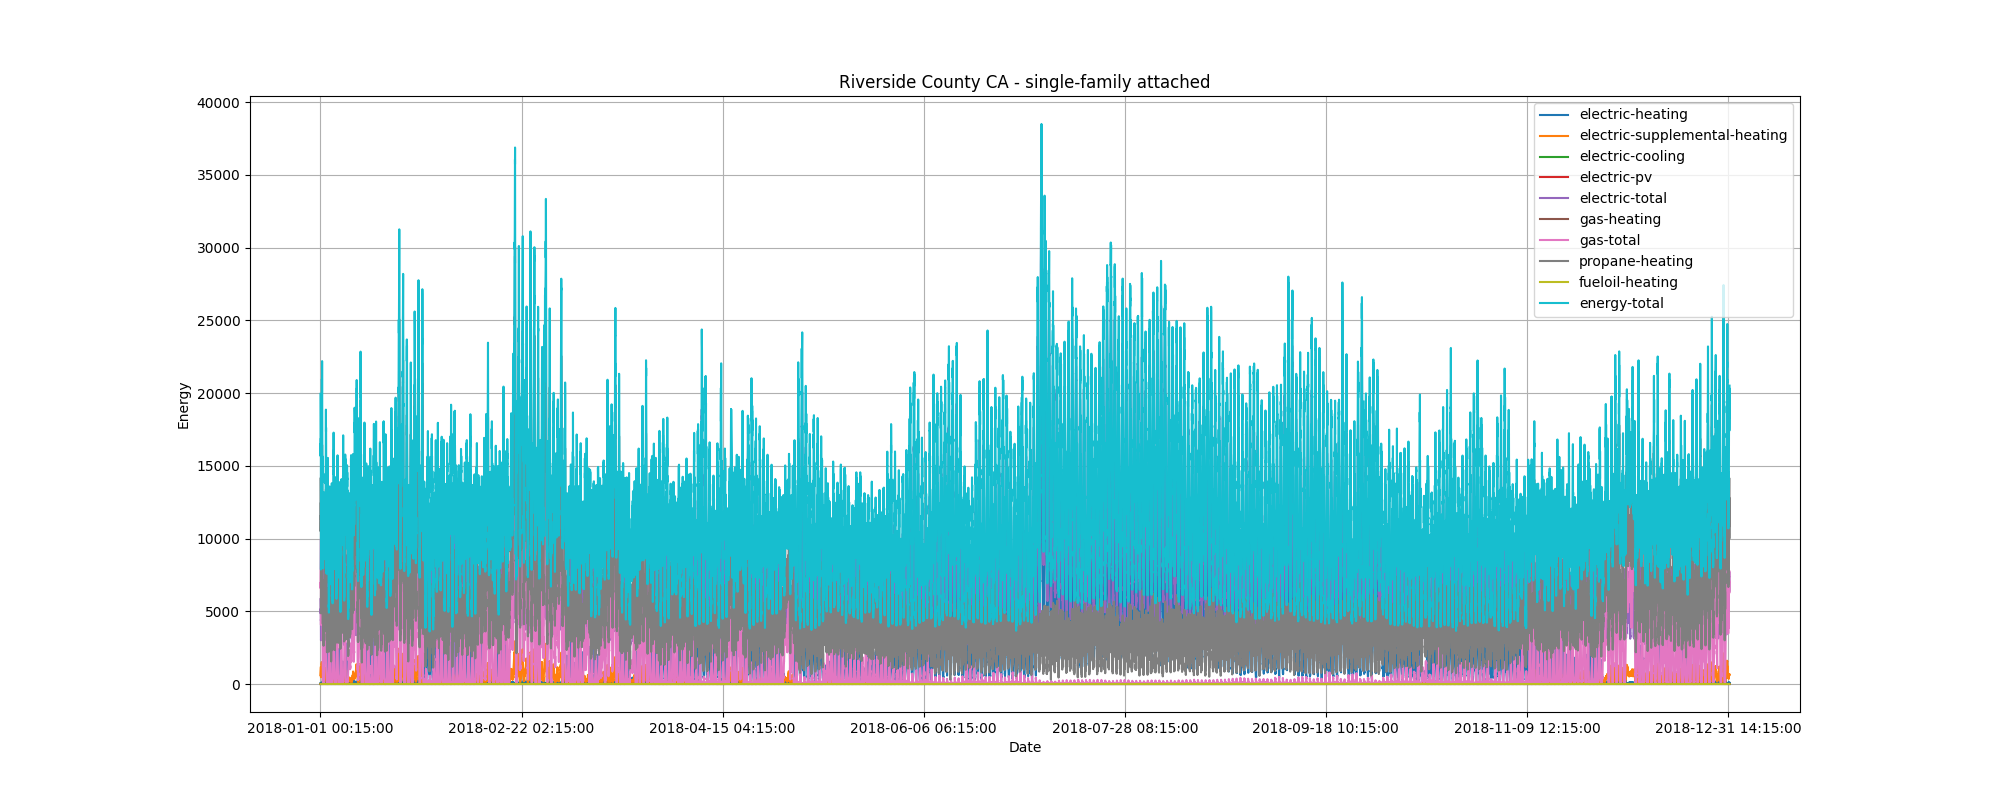 Riverside County CA - single-family attached
40000
35000
30000
25000
20000
15000
10000
5000
0
Energy
electric-heating
electric-supplemental-heating
electric-cooling
electric-pv
electric-total
gas-heating
gas-total
propane-heating
fueloil-heating
energy-total
2018-01-01 00:15:00 2018-02-22 02:15:00 2018-04-15 04:15:00 2018-06-06 06:15:00 2018-07-28 08:15:00 2018-09-18 10:15:00 2018-11-09 12:15:00 2018-12-31 14:15:00
Date